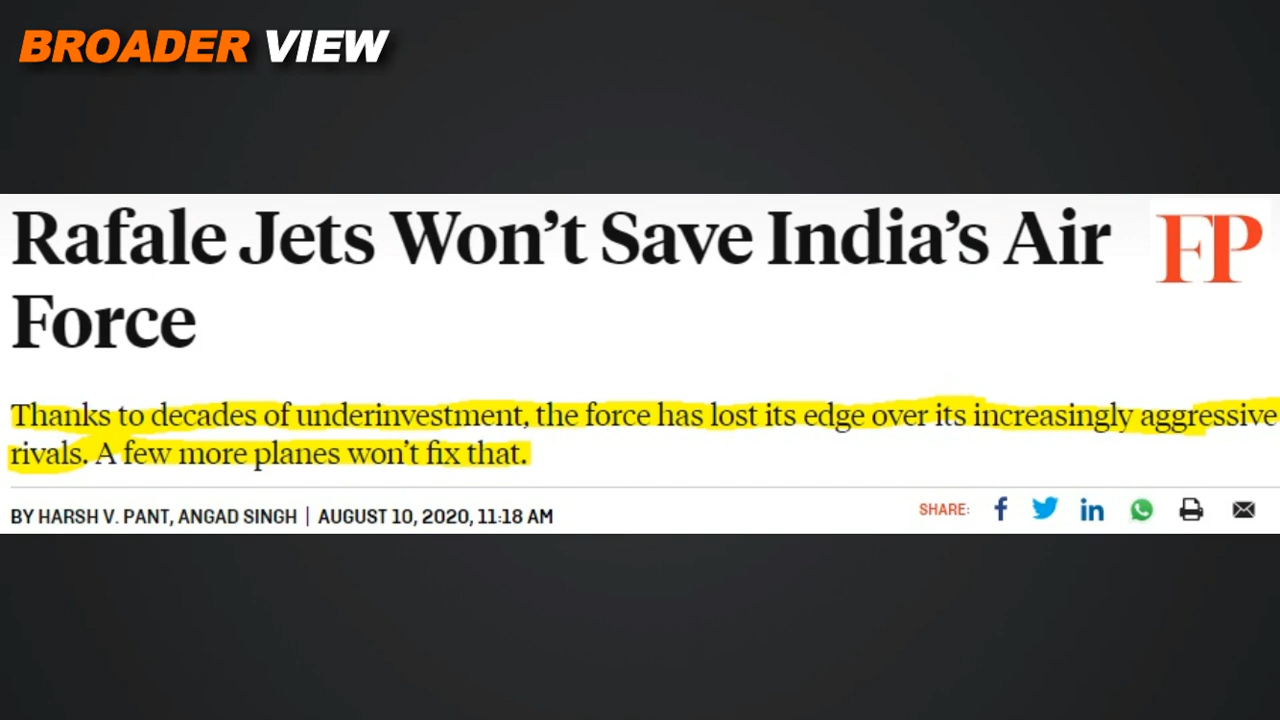 BROADER VIEW
Rafale Jets Won’t Save India’s Air
Force
FP
Thanks to decades of underinvestment, the force has lost its edge over its increasingly aggressive
rivals. A few more planes won’t fix that.
BY HARSH V. PANT, ANGAD SINGH | AUGUST 10, 2020, 11:18 AM
SHARE: